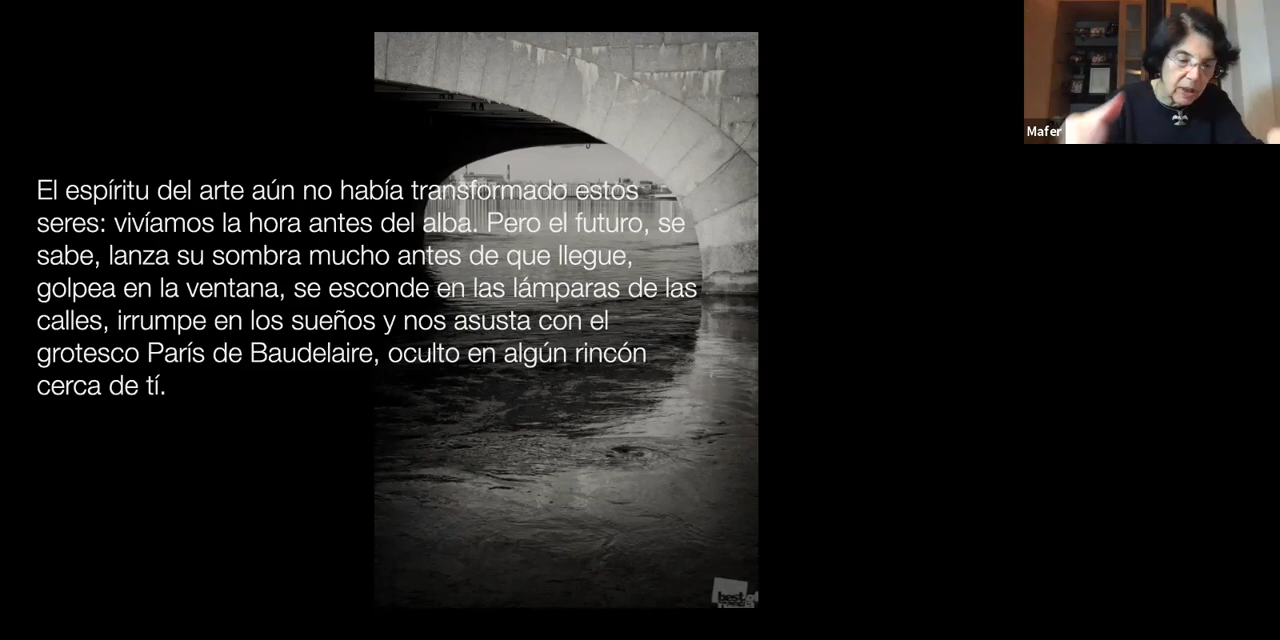 El espíritu del arte aún no había transformado estos
seres: vivíamos la hora antes del alba. Pero el futuro, se
sabe, lanza su sombra mucho antes de que llegue,
golpea en la ventana, se esconde en las lámparas de las
calles, irrumpe en los sueños y nos asusta con el
grotesco París de Baudelaire, oculto en algún rincón
cerca de tí.
Mafer
best